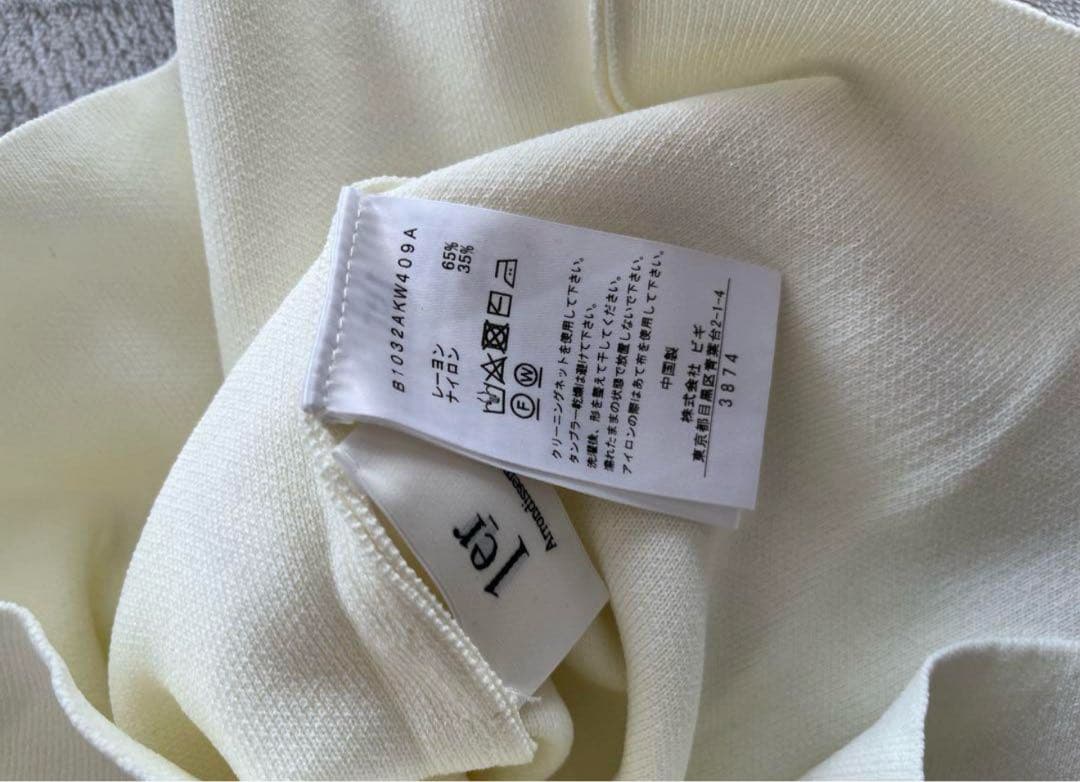 B1032AKW409A
レーヨン 65%
ナイロン 35%
F W
クリーニングネットを使用して下さい。
タンブラー乾燥は避けて下さい。
洗濯後、形を整えて干してください。
濡れたままの状態で放置しないで下さい。
アイロンの際はあて布を使用して下さい。
中国製
株式会社 ビギ
東京都目黒区青葉台2-1-4
3874
1er